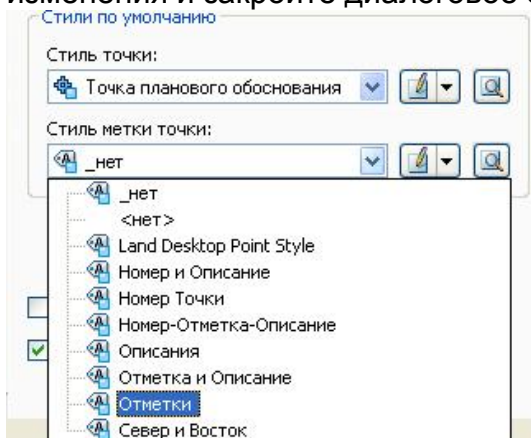 изменения и закройте диалоговое
Стили по умолчанию
Стиль точки:
Точка планового обоснования
Стиль метки точки:
_нет
_нет
<нет>
Land Desktop Point Style
Номер и Описание
Номер Точки
Номер-Отметка-Описание
Описания
Отметка и Описание
Отметки
Север и Восток